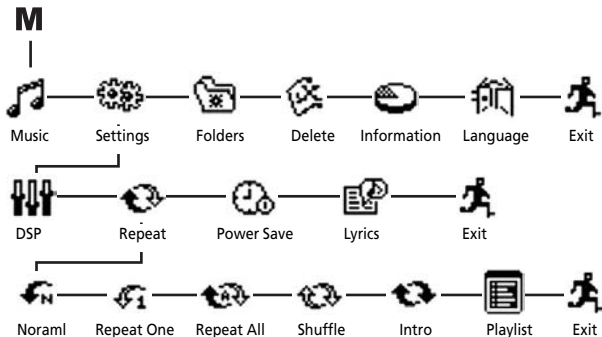 M
Music Settings Folders Delete Information Language Exit
DSP Repeat Power Save Lyrics Exit
Noraml Repeat One Repeat All Shuffle Intro Playlist Exit